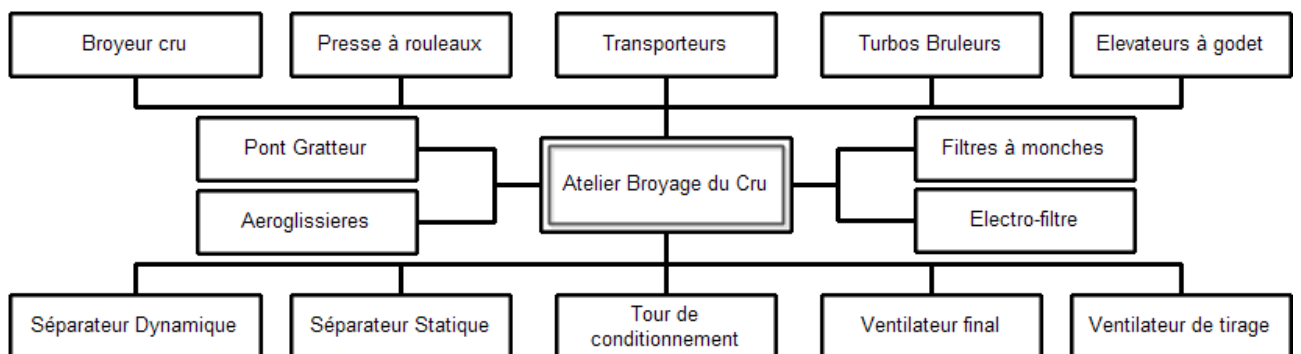 Broyeur cru
Presse à rouleaux
Transporteurs
Turbos Bruleurs
Elevateurs à godet
Pont Gratteur
Filtres à monches
Atelier Broyage du Cru
Aeroglissieres
Electro-filtre
Séparateur Dynamique
Séparateur Statique
Tour de
conditionnement
Ventilateur final
Ventilateur de tirage